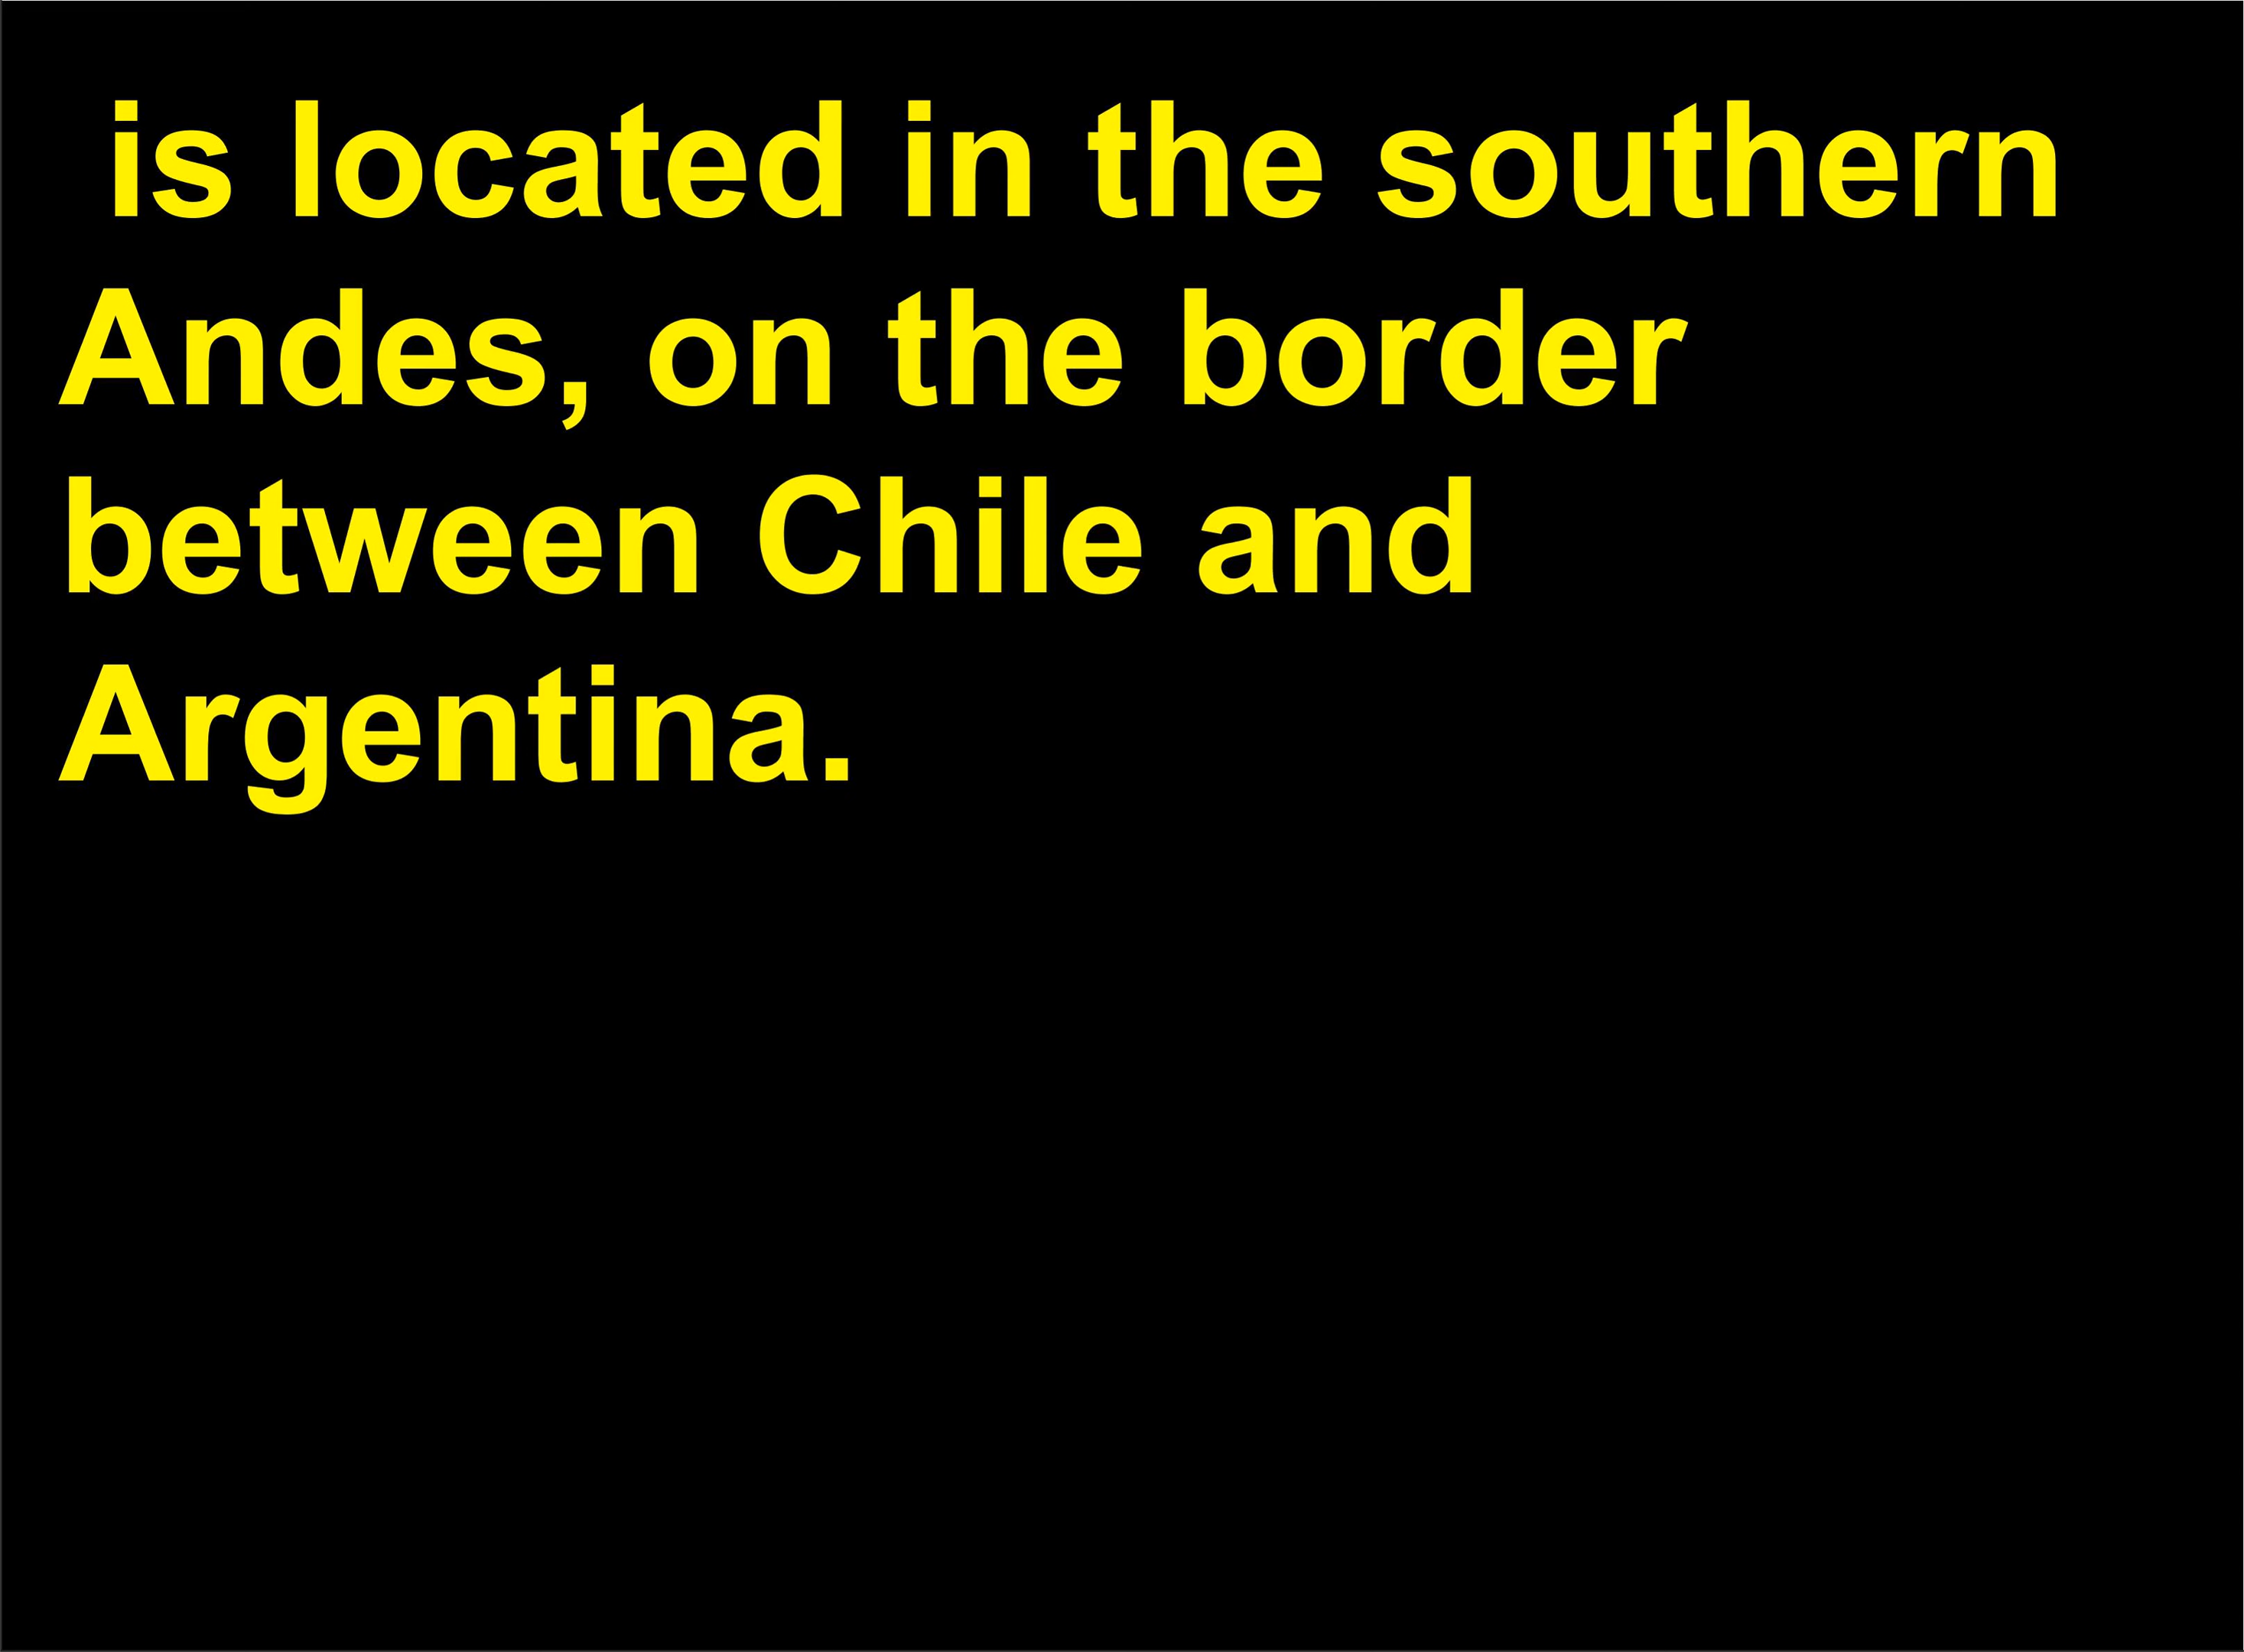 is located in the southern
Andes, on the border
between Chile and
Argentina.